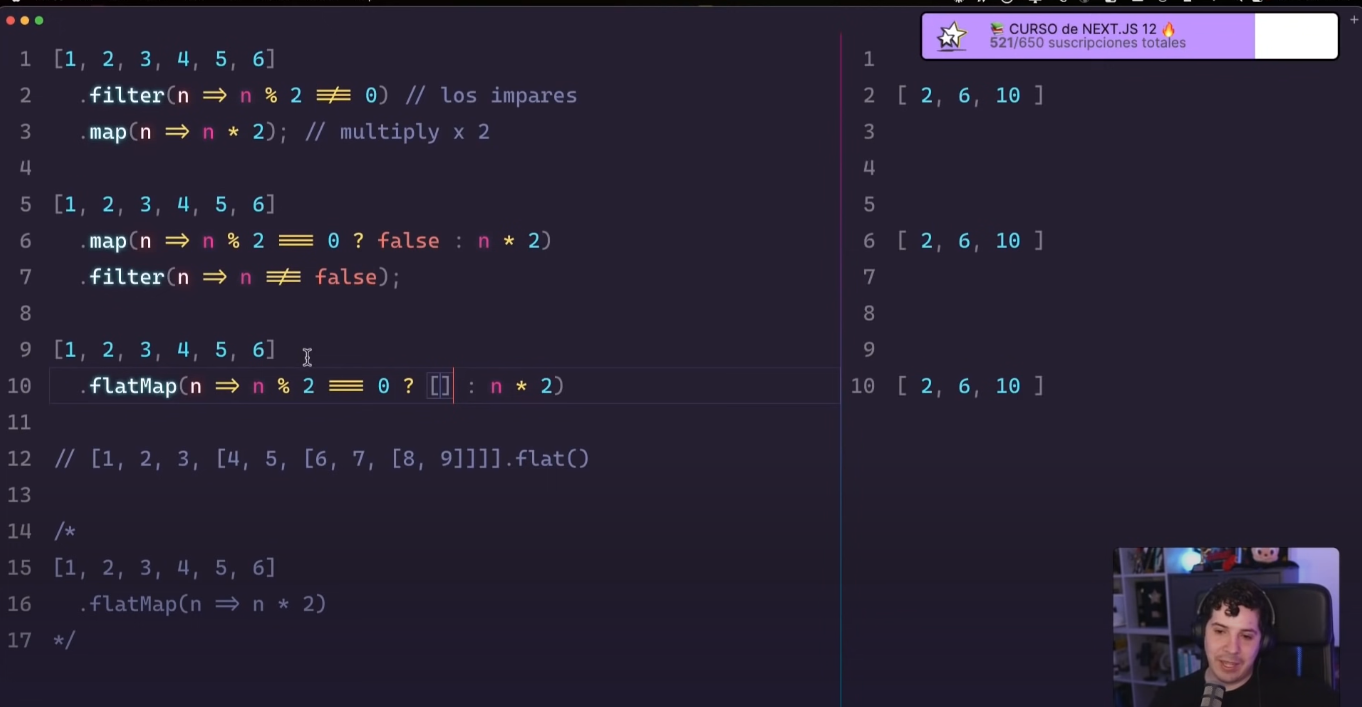 📚 CURSO de NEXT.JS 12 🔥
521/650 suscripciones totales
1 [1, 2, 3, 4, 5, 6]
2 .filter(n => n % 2 !== 0) // los impares
3 .map(n => n * 2); // multiply x 2
4
5 [1, 2, 3, 4, 5, 6]
6 .map(n => n % 2 === 0 ? false : n * 2)
7 .filter(n => n !== false);
8
9 [1, 2, 3, 4, 5, 6]
10 .flatMap(n => n % 2 === 0 ? [] : n * 2)
11
12 // [1, 2, 3, [4, 5, [6, 7, [8, 9]]]].flat()
13
14 /*
15 [1, 2, 3, 4, 5, 6]
16 .flatMap(n => n * 2)
17 */
1
2 [ 2, 6, 10 ]
3
4
5
6 [ 2, 6, 10 ]
7
8
9
10 [ 2, 6, 10 ]